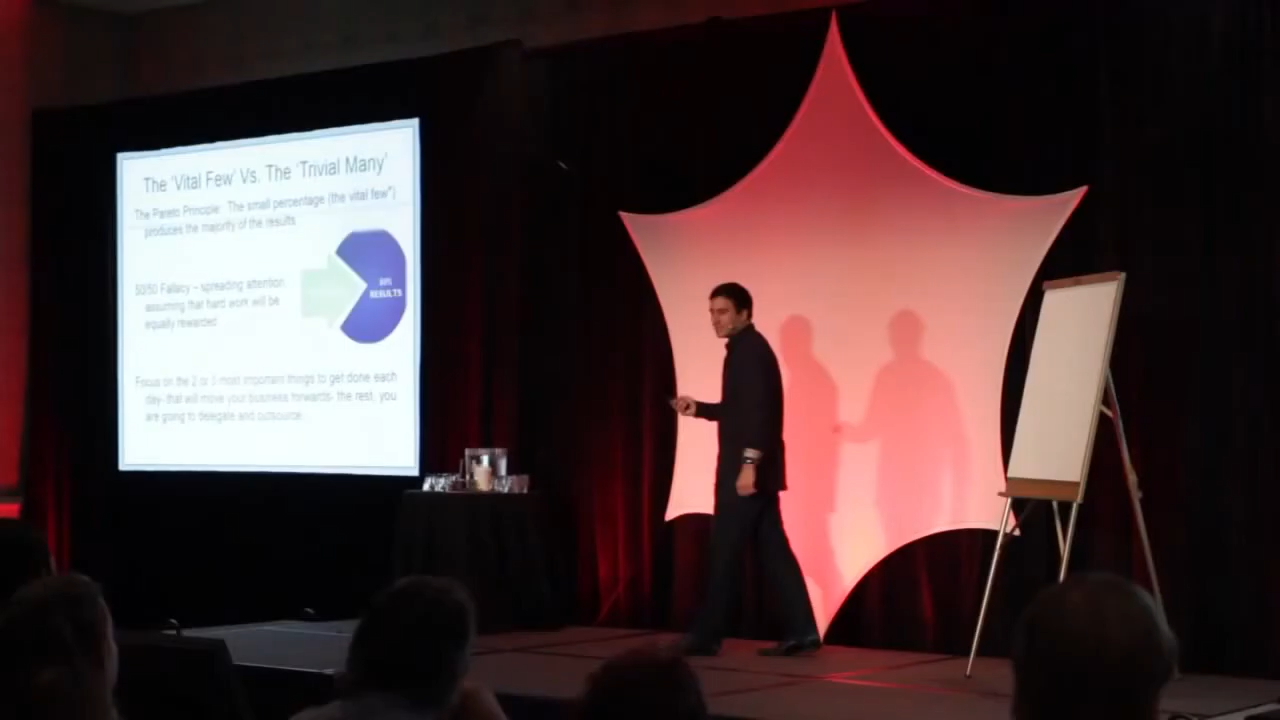 The 'Vital Few' Vs. The 'Trivial Many'
The Pareto Principle: The small percentage (the vital few")
produces the majority of the results
50/50 Fallacy – spreading attention,
assuming that hard work will be
equally rewarded
80%
RESULTS
Focus on the 2 or 3 most important things to get done each
day- that will move your business forwards- the rest, you
are going to delegate and outsource